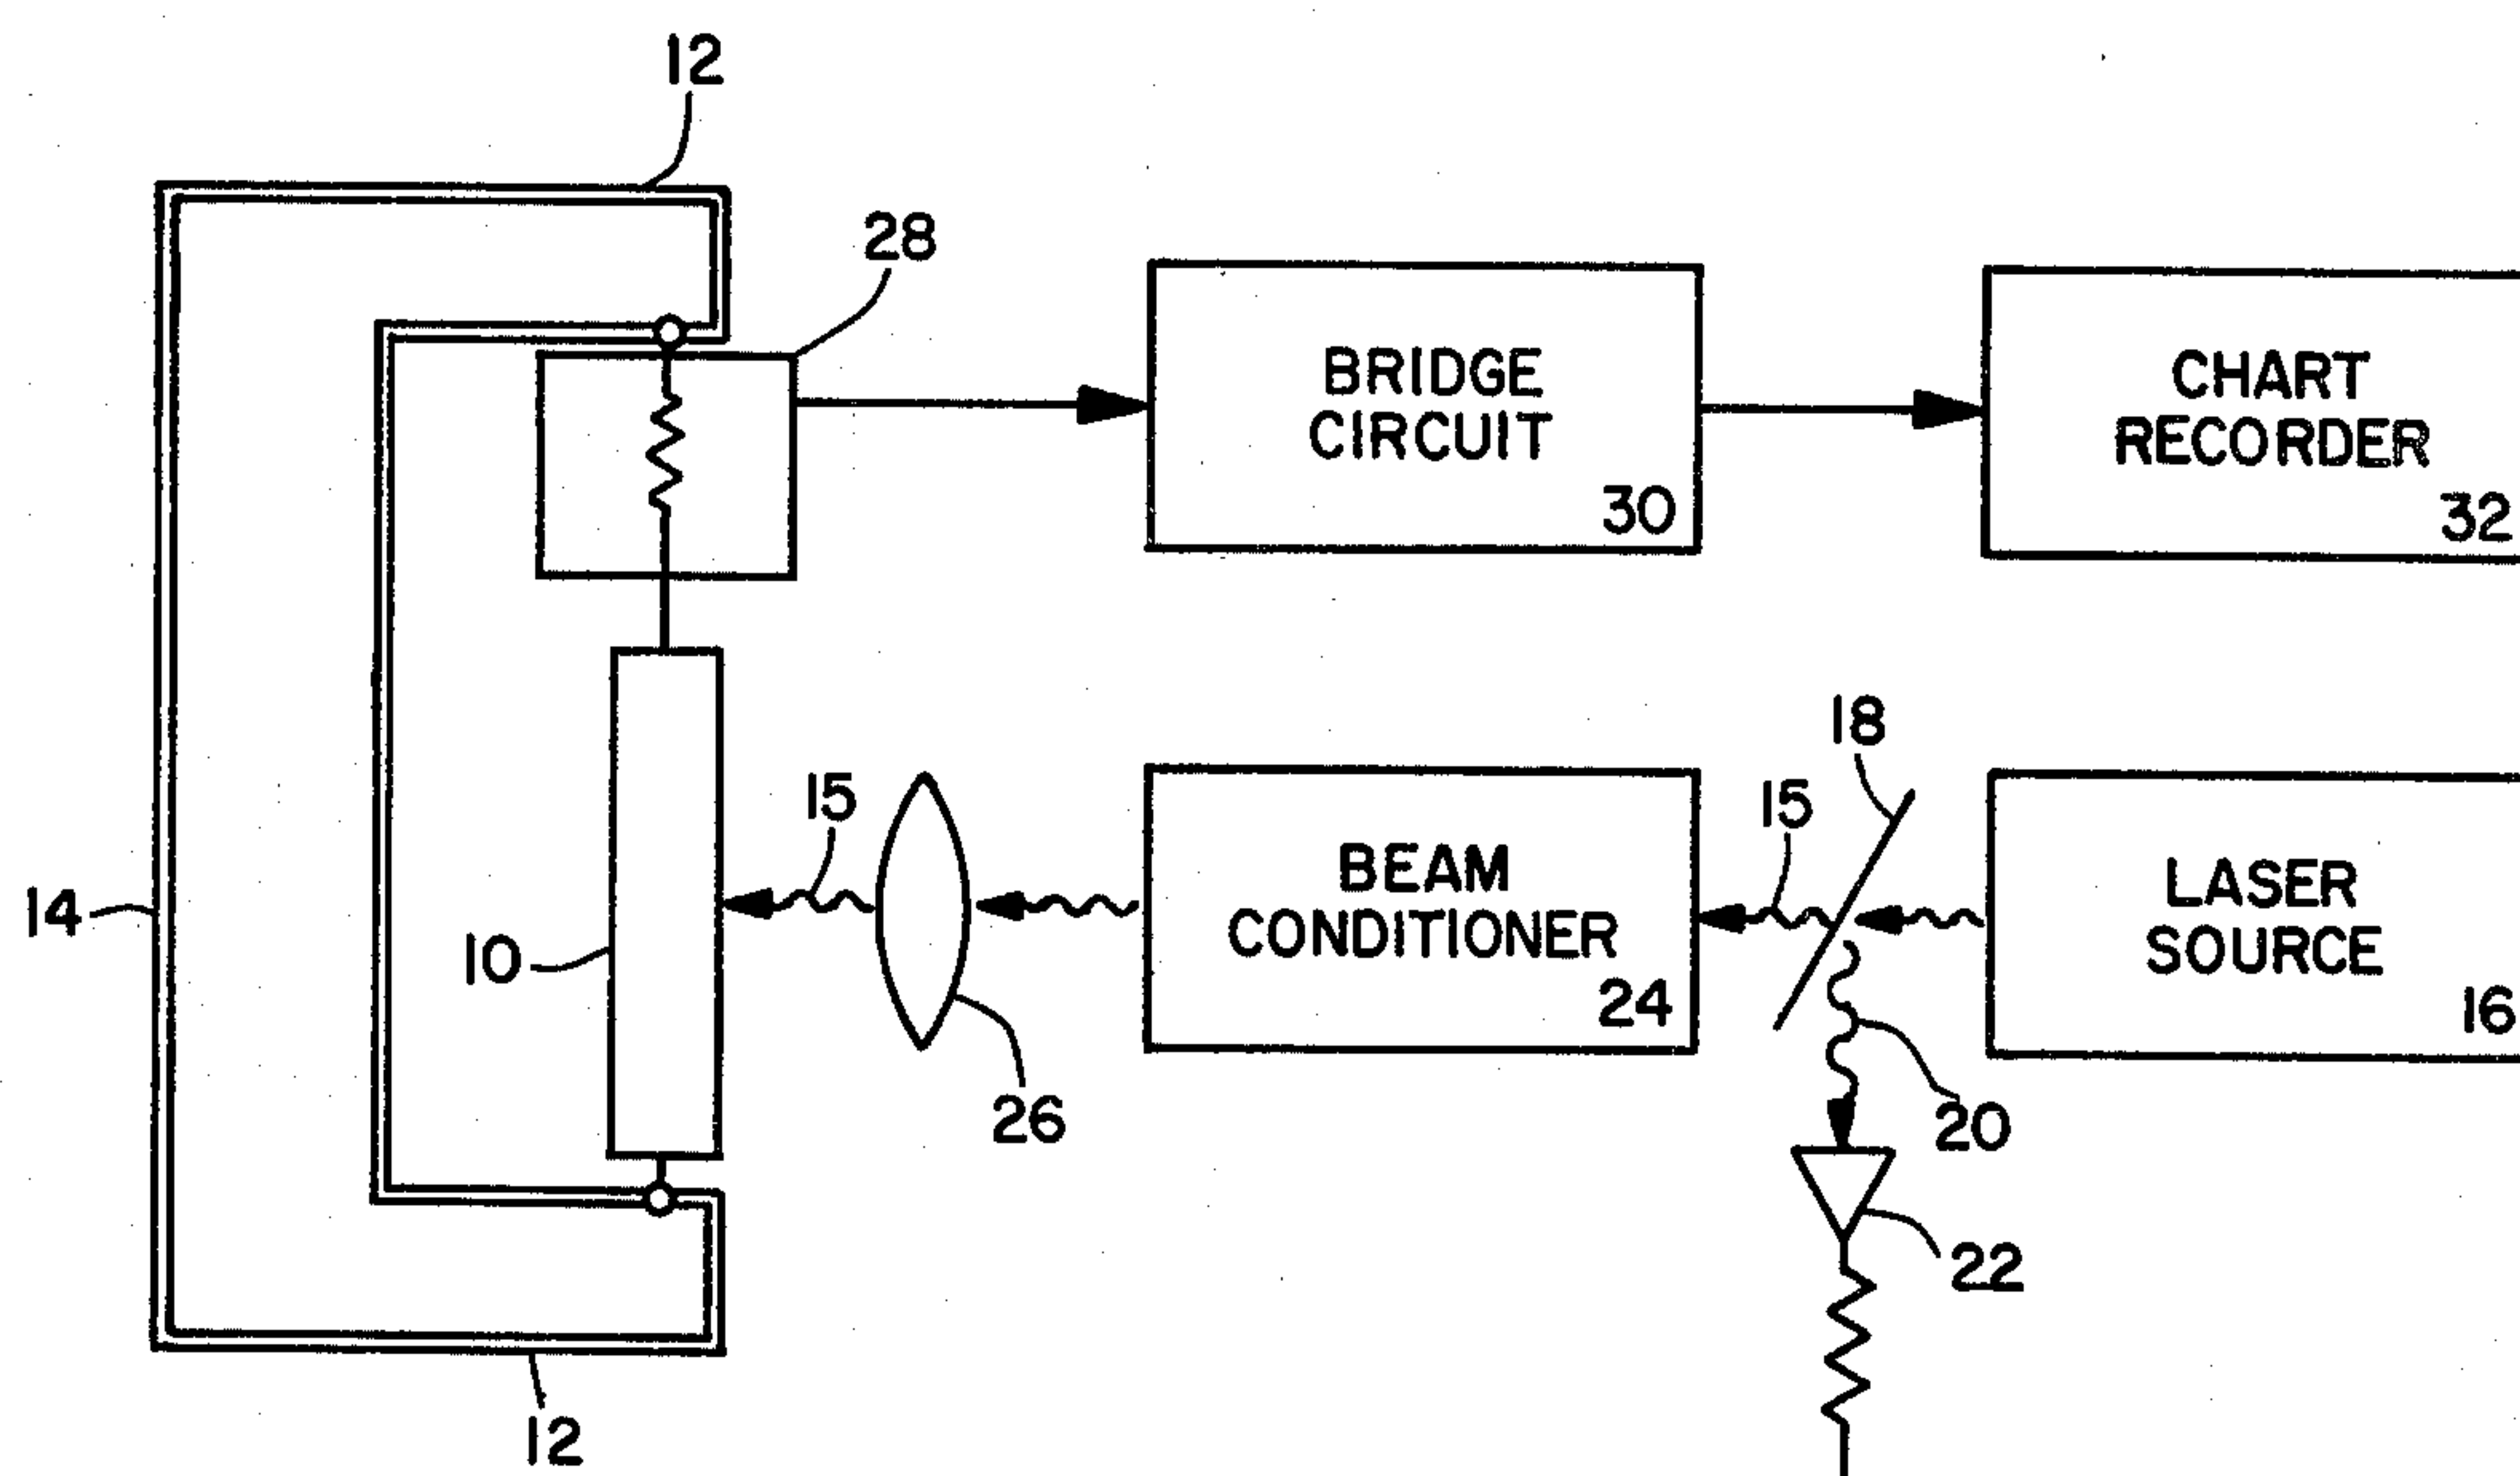 12
28
BRIDGE
CIRCUIT
30
CHART
RECORDER
32
18
15
15
BEAM
CONDITIONER
24
LASER
SOURCE
16
14
10
26
20
22
12